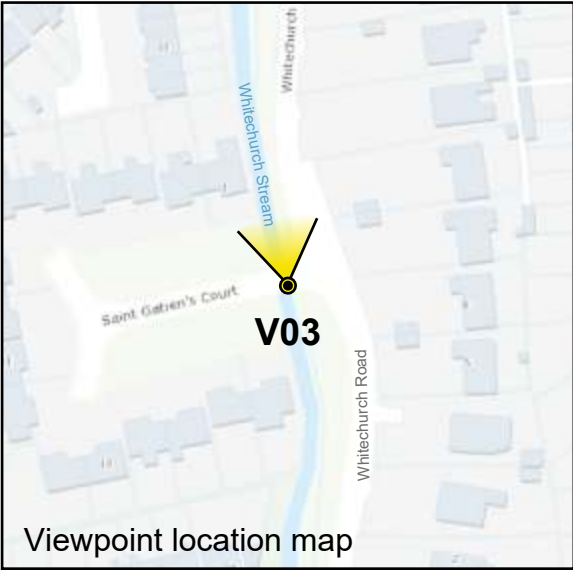 Whitechurch
Whitechurch Stream
Saint Gatien's Court
V03
Whitechurch Road
Viewpoint location map